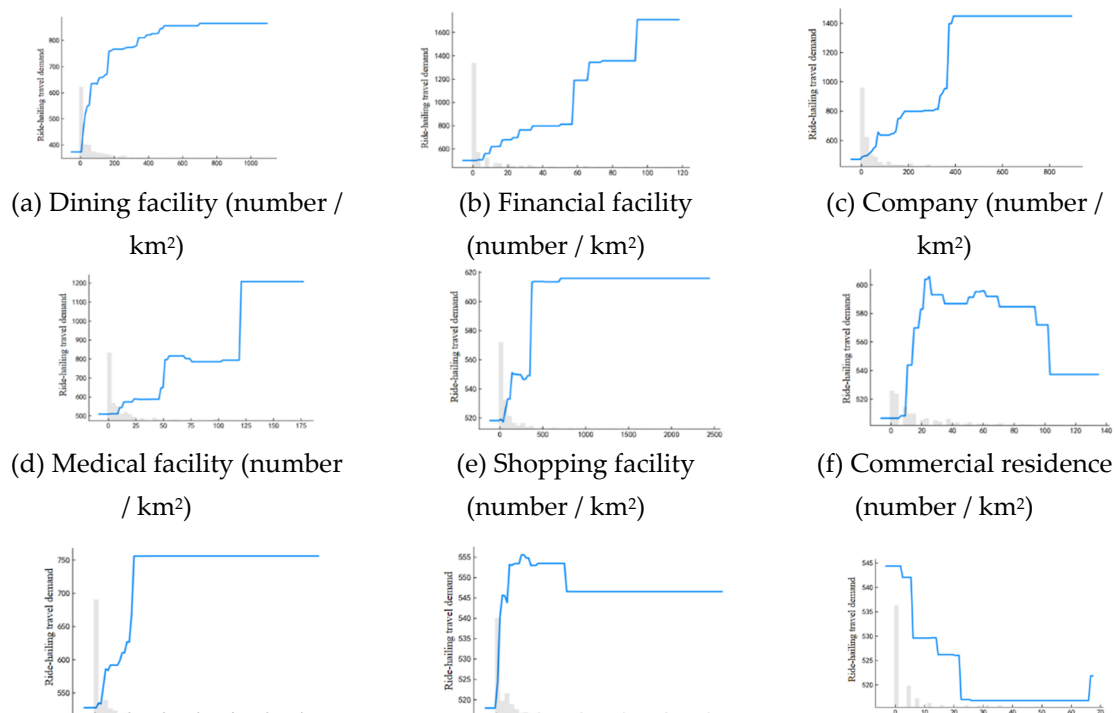 Ride-hailing travel demand
800
700
600
500
400
0 200 400 600 800 1000
Ride-hailing travel demand
1600
1400
1200
1000
800
600
0 20 40 60 80 100 120
Ride-hailing travel demand
1400
1200
1000
800
600
0 200 400 600 800
(a) Dining facility (number /
km²)
(b) Financial facility
(number / km²)
(c) Company (number /
km²)
Ride-hailing travel demand
1200
1100
1000
900
800
700
600
500
0 25 50 75 100 125 150 175
Ride-hailing travel demand
620
600
580
560
540
520
0 500 1000 1500 2000 2500
Ride-hailing travel demand
600
580
560
540
520
0 20 40 60 80 100 120 140
(d) Medical facility (number
/ km²)
(e) Shopping facility
(number / km²)
(f) Commercial residence
(number / km²)
Ride-hailing travel demand
750
700
650
600
550
Ride-hailing travel demand
555
550
545
540
535
530
525
520
Ride-hailing travel demand
545
540
535
530
525
520
0 10 20 30 40 50 60 70